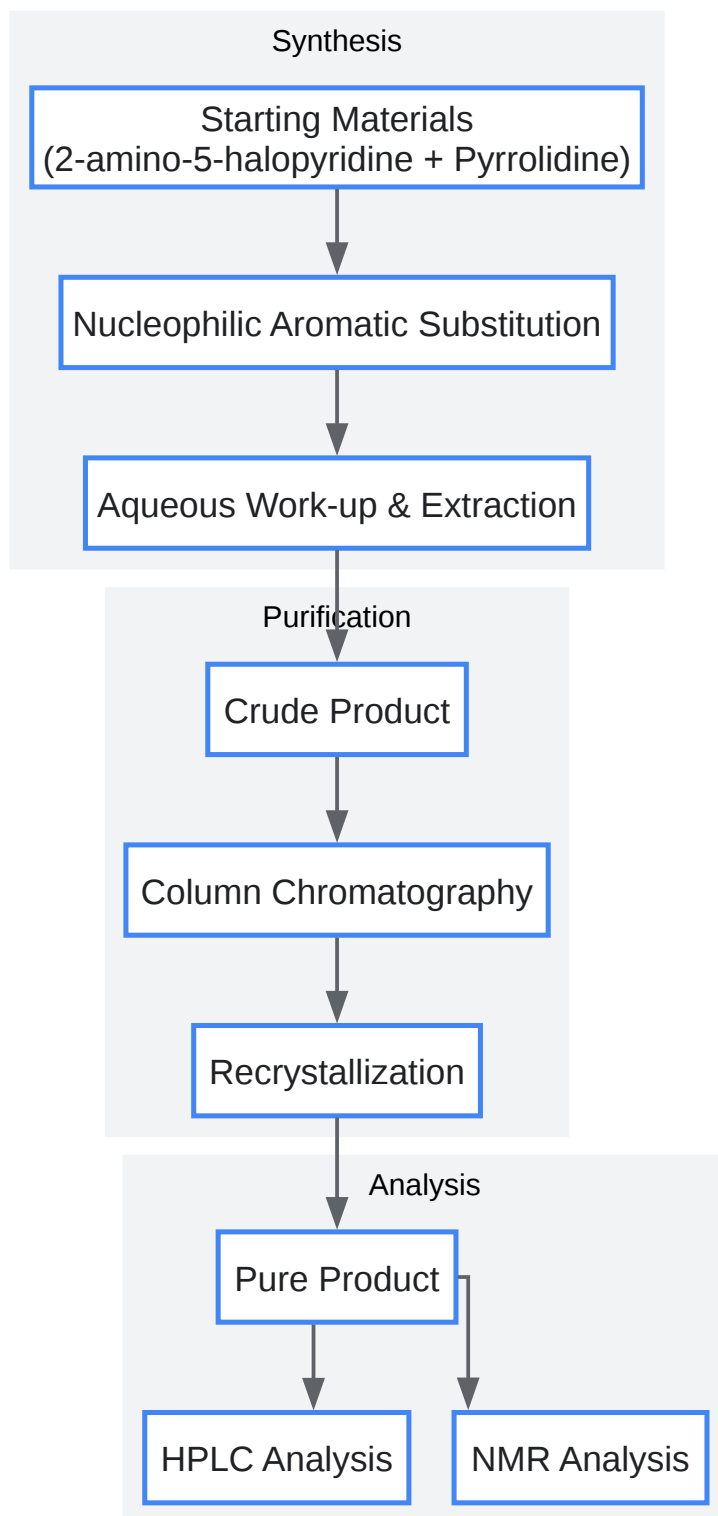 Synthesis
Starting Materials
(2-amino-5-halopyridine + Pyrrolidine)
Nucleophilic Aromatic Substitution
Aqueous Work-up & Extraction
Purification
Crude Product
Column Chromatography
Recrystallization
Analysis
Pure Product
HPLC Analysis
NMR Analysis